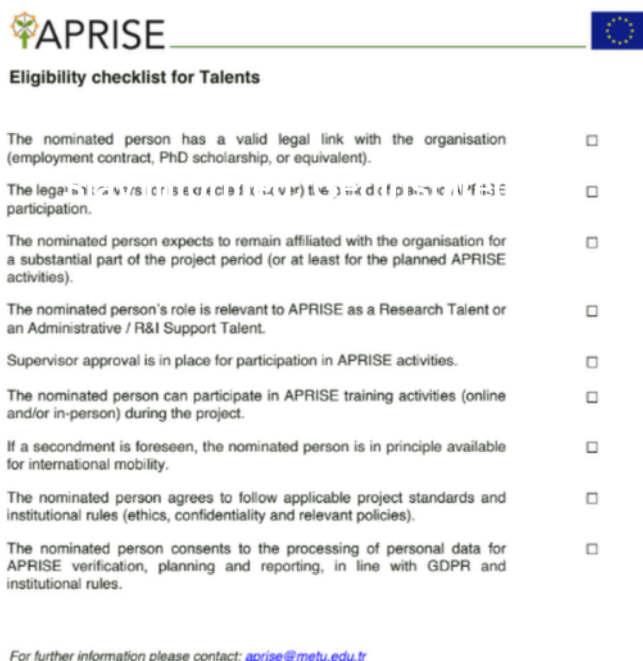 APRISE
Eligibility checklist for Talents
The nominated person has a valid legal link with the organisation
(employment contract, PhD scholarship, or equivalent).
The legal
participation.
The nominated person expects to remain affiliated with the organisation for
a substantial part of the project period (or at least for the planned APRISE
activities).
The nominated person's role is relevant to APRISE as a Research Talent or
an Administrative / R&I Support Talent.
Supervisor approval is in place for participation in APRISE activities.
The nominated person can participate in APRISE training activities (online
and/or in-person) during the project.
If a secondment is foreseen, the nominated person is in principle available
for international mobility.
The nominated person agrees to follow applicable project standards and
institutional rules (ethics, confidentiality and relevant policies).
The nominated person consents to the processing of personal data for
APRISE verification, planning and reporting, in line with GDPR and
institutional rules.
For further information please contact: aprise@metu.edu.tr